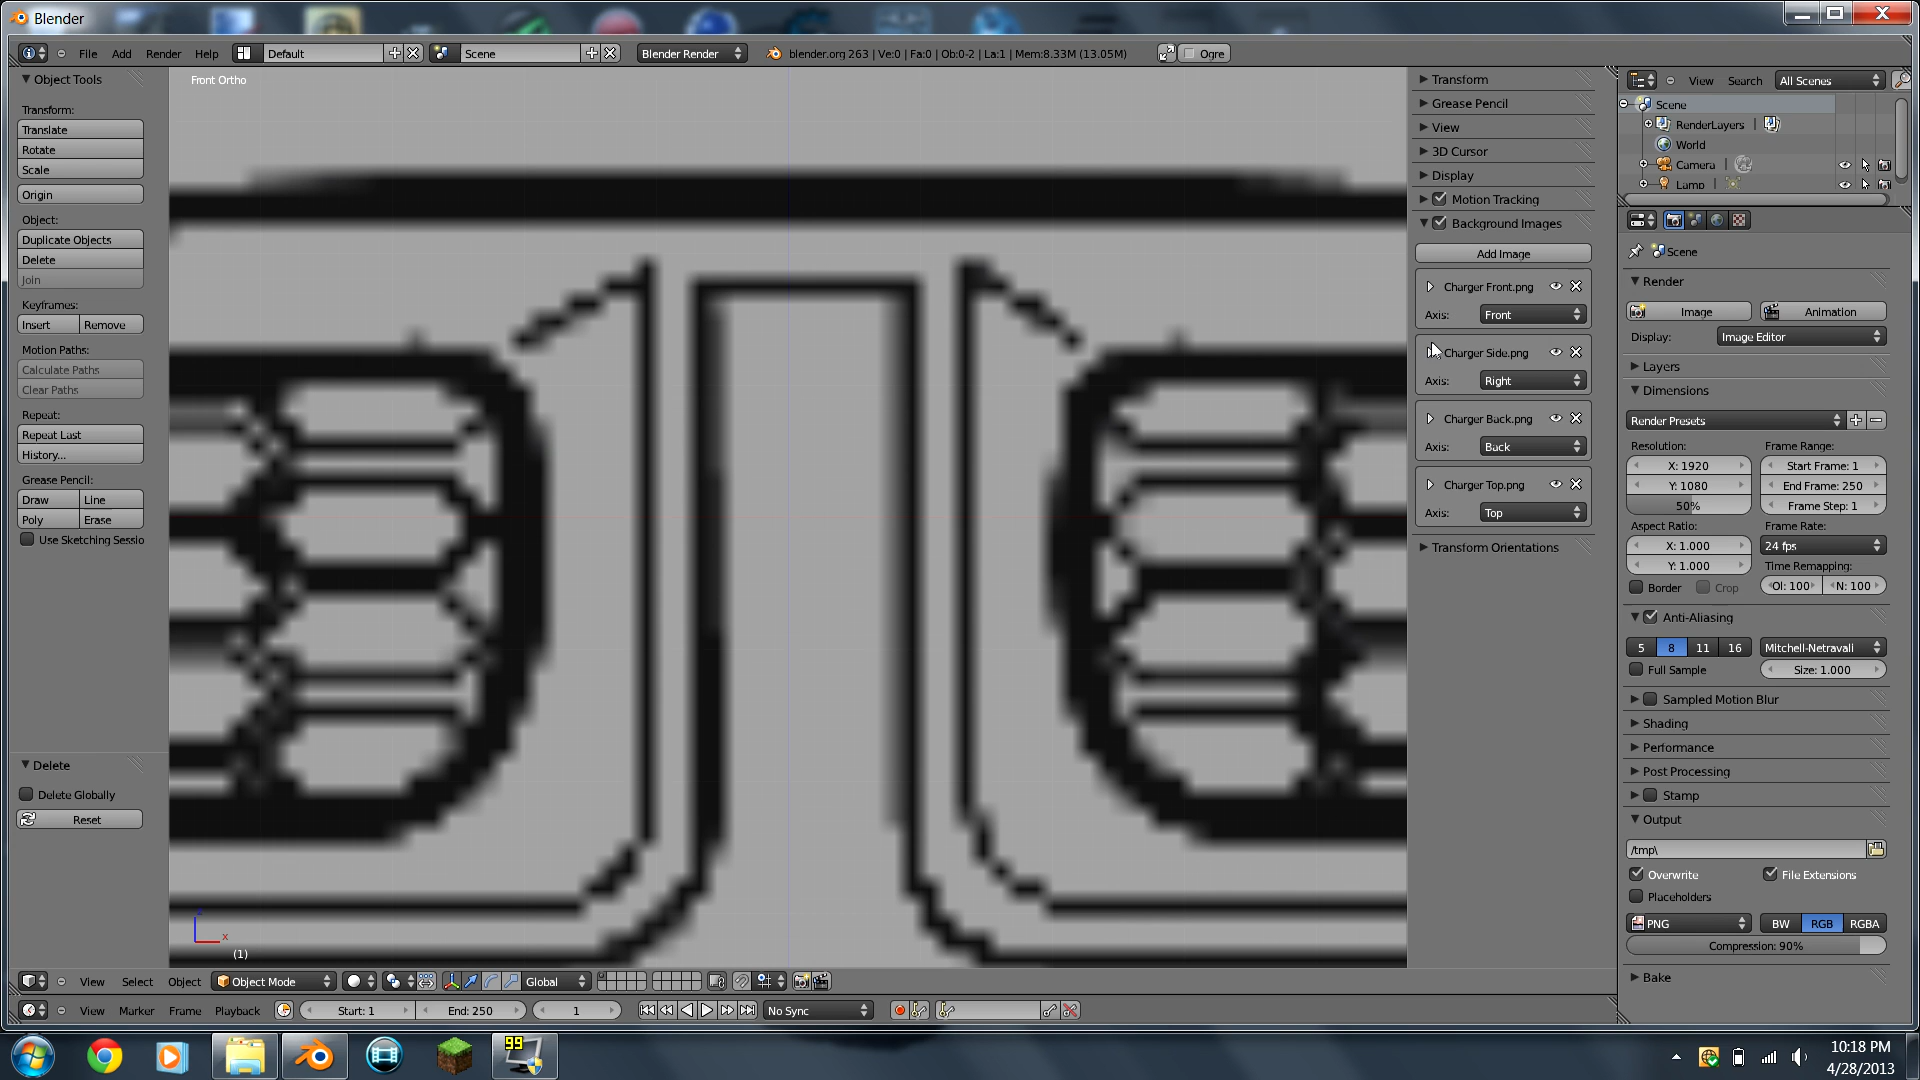 Blender
File Add Render Help Default Scene Blender Render blender.org 263 | Ve:0 | Fa:0 | Ob:0-2 | La:1 | Mem:8.33M (13.05M) Ogre
Object Tools
Transform:
Translate
Rotate
Scale
Origin
Object:
Duplicate Objects
Delete
Join
Keyframes:
Insert Remove
Motion Paths:
Calculate Paths
Clear Paths
Repeat:
Repeat Last
History...
Grease Pencil:
Draw Line
Poly Erase
Use Sketching Sessio
Delete
Delete Globally
Reset
Front Ortho
x
(1)
Transform
Grease Pencil
View
3D Cursor
Display
Motion Tracking
Background Images
Add Image
Charger Front.png
Axis: Front
Charger Side.png
Axis: Right
Charger Back.png
Axis: Back
Charger Top.png
Axis: Top
Transform Orientations
View Search All Scenes
Scene
RenderLayers |
World
Camera |
Lamp |
Scene
Render
Image Animation
Display: Image Editor
Layers
Dimensions
Render Presets
Resolution: Frame Range:
X: 1920 Start Frame: 1
Y: 1080 End Frame: 250
50% Frame Step: 1
Aspect Ratio: Frame Rate:
X: 1.000 24 fps
Y: 1.000 Time Remapping:
Border Crop Ol: 100 N: 100
Anti-Aliasing
5 8 11 16 Mitchell-Netravali
Full Sample Size: 1.000
Sampled Motion Blur
Shading
Performance
Post Processing
Stamp
Output
/tmp\
Overwrite File Extensions
Placeholders
PNG BW RGB RGBA
Compression: 90%
Bake
View Select Object Object Mode Global
View Marker Frame Playback Start: 1 End: 250 1 No Sync
99
10:18 PM
4/28/2013